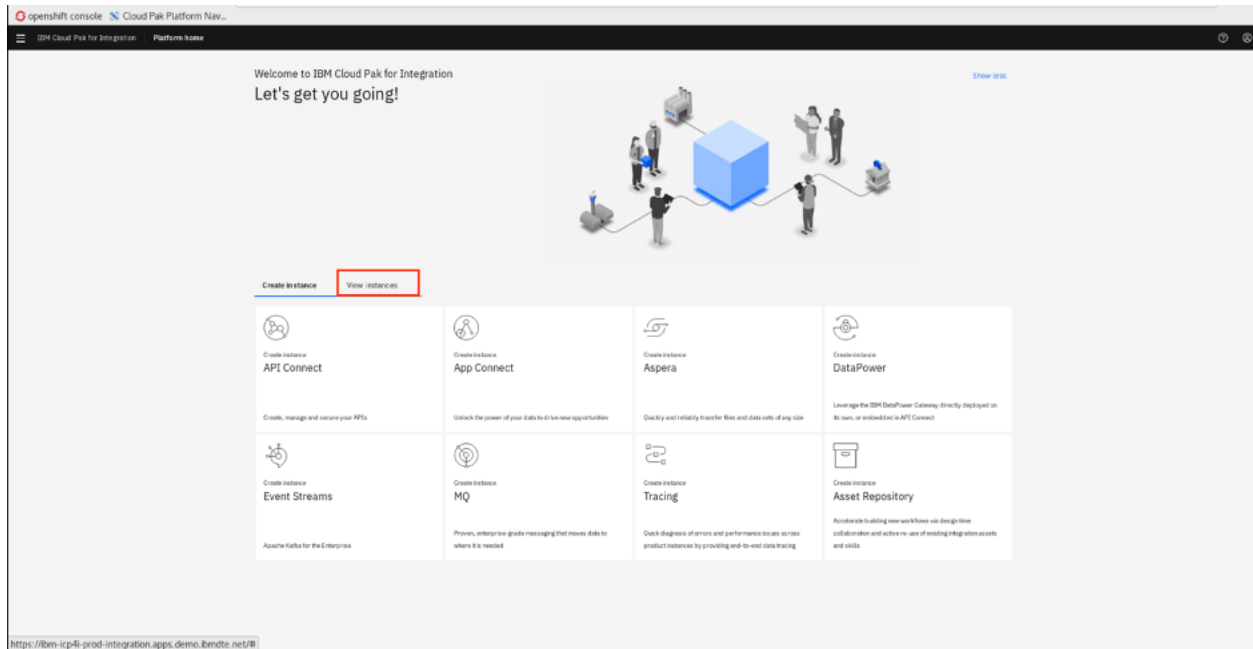 openshift console Cloud Pak Platform Nav...
IBM Cloud Pak for Integration Platform home
Welcome to IBM Cloud Pak for Integration
Show less
Let's get you going!
Create instance View instances
Create instance
API Connect
Create, manage and secure your APIs
Create instance
App Connect
Unlock the power of your data to drive new opportunities
Create instance
Aspera
Quickly and reliably transfer files and data sets of any size
Create instance
DataPower
Leverage the IBM DataPower Gateway directly deployed on
its own, or embedded in API Connect
Create instance
Event Streams
Apache Kafka for the Enterprise
Create instance
MQ
Proven, enterprise-grade messaging that moves data to
where it is needed
Create instance
Tracing
Quick diagnosis of errors and performance issues across
product instances by providing end-to-end data tracing
Create instance
Asset Repository
Accelerate building new workflows via design time
collaboration and active re-use of existing integration assets
and skills
https://ibm-icp4i-prod-integration.apps.demo.ibmdte.net/#